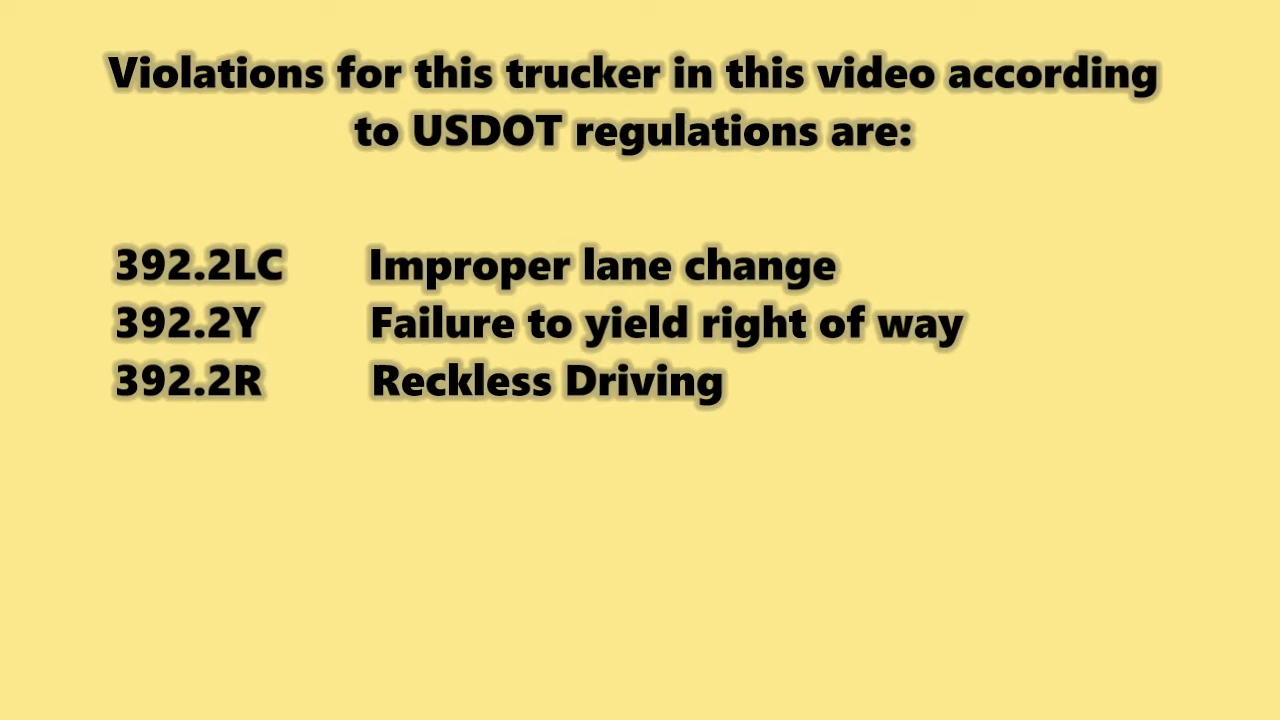 Violations for this trucker in this video according
to USDOT regulations are:
392.2LC Improper lane change
392.2Y Failure to yield right of way
392.2R Reckless Driving